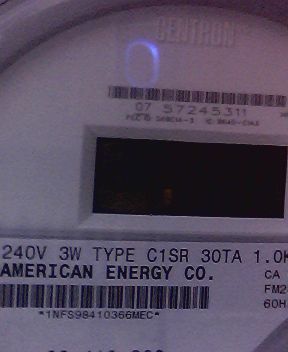 CENTRON
07 57245311
240V 3W TYPE C1SR 30TA 1.0K
AMERICAN ENERGY CO.
CA
FM2
60H
*1NFS98410366MEC*